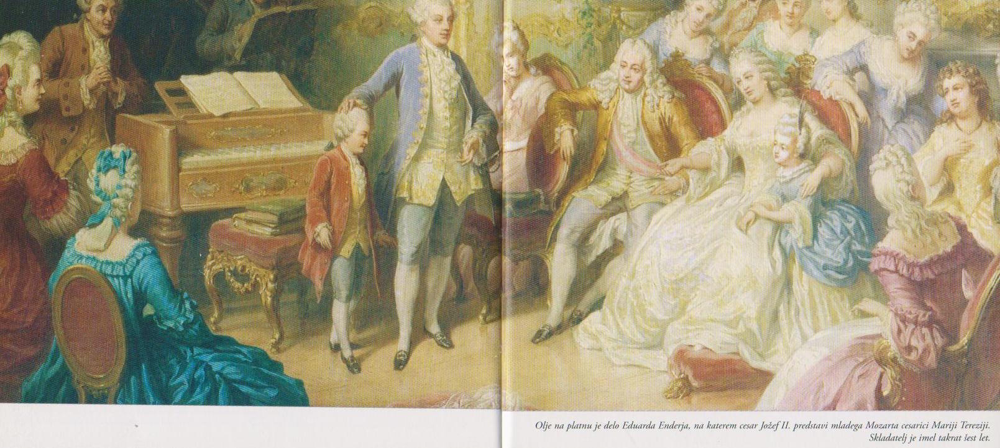 Olje na platnu je delo Eduarda Enderja, na katerem cesar Jožef II. predstavi mladega Mozarta cesarici Mariji Tereziji.
Skladatelj je imel takrat šest let.